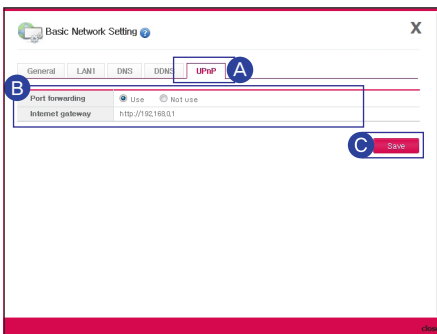 Basic Network Setting ? X
General LAN1 DNS DDNS UPnP A
B
Port forwarding Use Not use
Internet gateway http://192,168,0,1
C Save
close